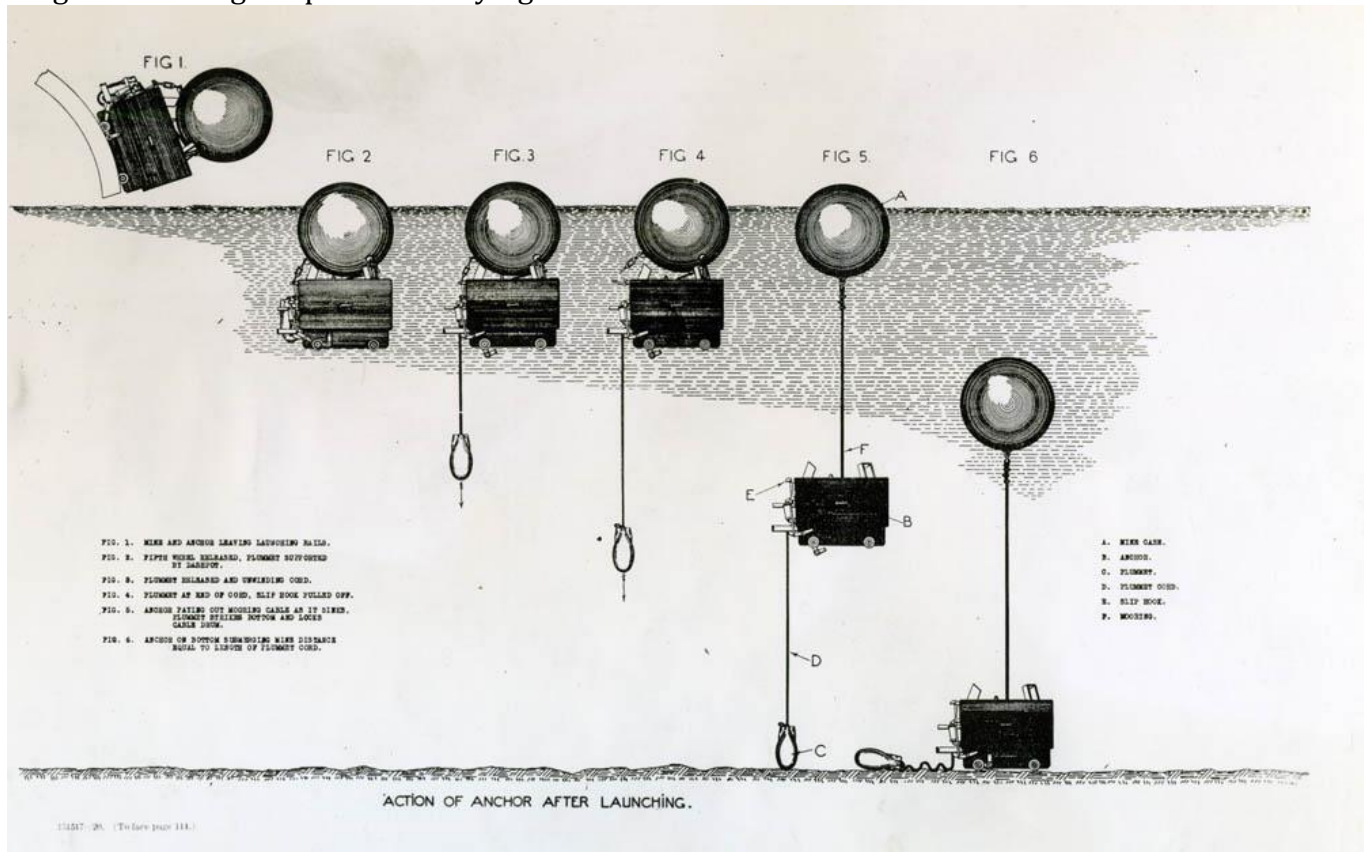 FIG 1.
FIG 2
FIG.3
FIG 4
FIG 5.
FIG 6
A
F
E
B
D
C
FIG. 1. MINE AND ANCHOR LEAVING LAUNCHING RAILS.
FIG. 2. FIFTH WHEEL RELEASED, PLUMMET SUPPORTED
BY DASHPOT.
FIG. 3. PLUMMET RELEASED AND UNWINDING CORD.
FIG. 4. PLUMMET AT END OF CORD, SLIP HOOK PULLED OFF.
FIG. 5. ANCHOR PAYING OUT MOORING CABLE AS IT SINKS.
PLUMMET STRIKES BOTTOM AND LOCKS
CABLE DRUM.
FIG. 6. ANCHOR ON BOTTOM SUBMERGING MINE DISTANCE
EQUAL TO LENGTH OF PLUMMET CORD.
A. MINE CASE.
B. ANCHOR.
C. PLUMMET.
D. PLUMMET CORD.
E. SLIP HOOK.
F. MOORING.
ACTION OF ANCHOR AFTER LAUNCHING.
(To face page 114.)